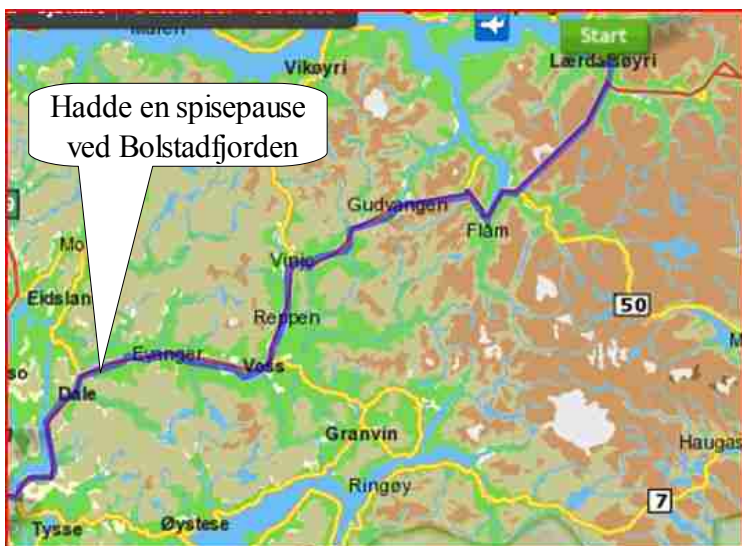 Start
Lærdalsøyri
Vikøyri
Hadde en spisepause
ved Bolstadfjorden
Gudvangen
Flåm
Vinje
Reppen
50
Evanger
Voss
Dale
Granvin
Haugas
Ringøy
7
Tysse
Øystese